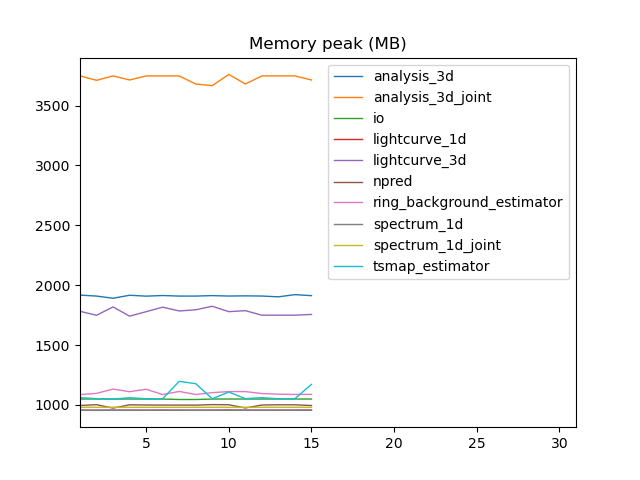 Memory peak (MB)
3500
3000
2500
2000
1500
1000
analysis_3d
analysis_3d_joint
io
lightcurve_1d
lightcurve_3d
npred
ring_background_estimator
spectrum_1d
spectrum_1d_joint
tsmap_estimator
5
10
15
20
25
30